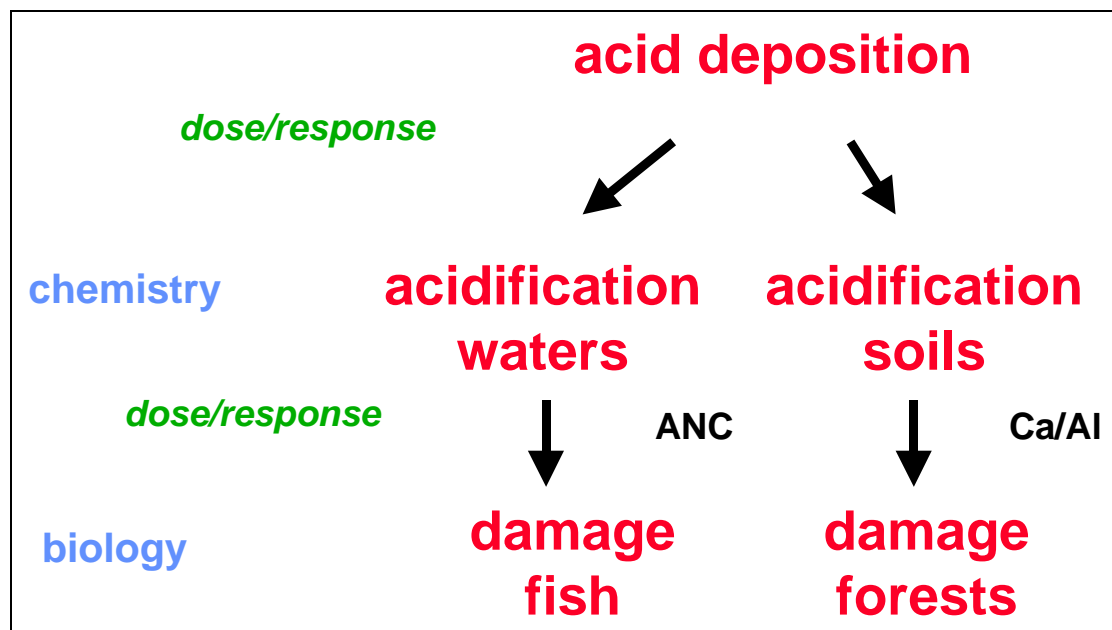 acid deposition
dose/response
chemistry
acidification
waters
acidification
soils
dose/response
ANC
Ca/Al
biology
damage
fish
damage
forests